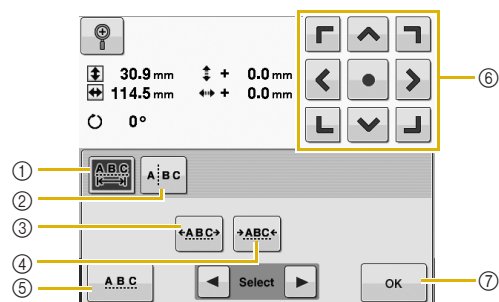 30.9 mm + 0.0 mm
114.5 mm + 0.0 mm
0°
⑥
① ABC A BC
②
③ ABC ABC
④
⑤ ABC Select OK ⑦